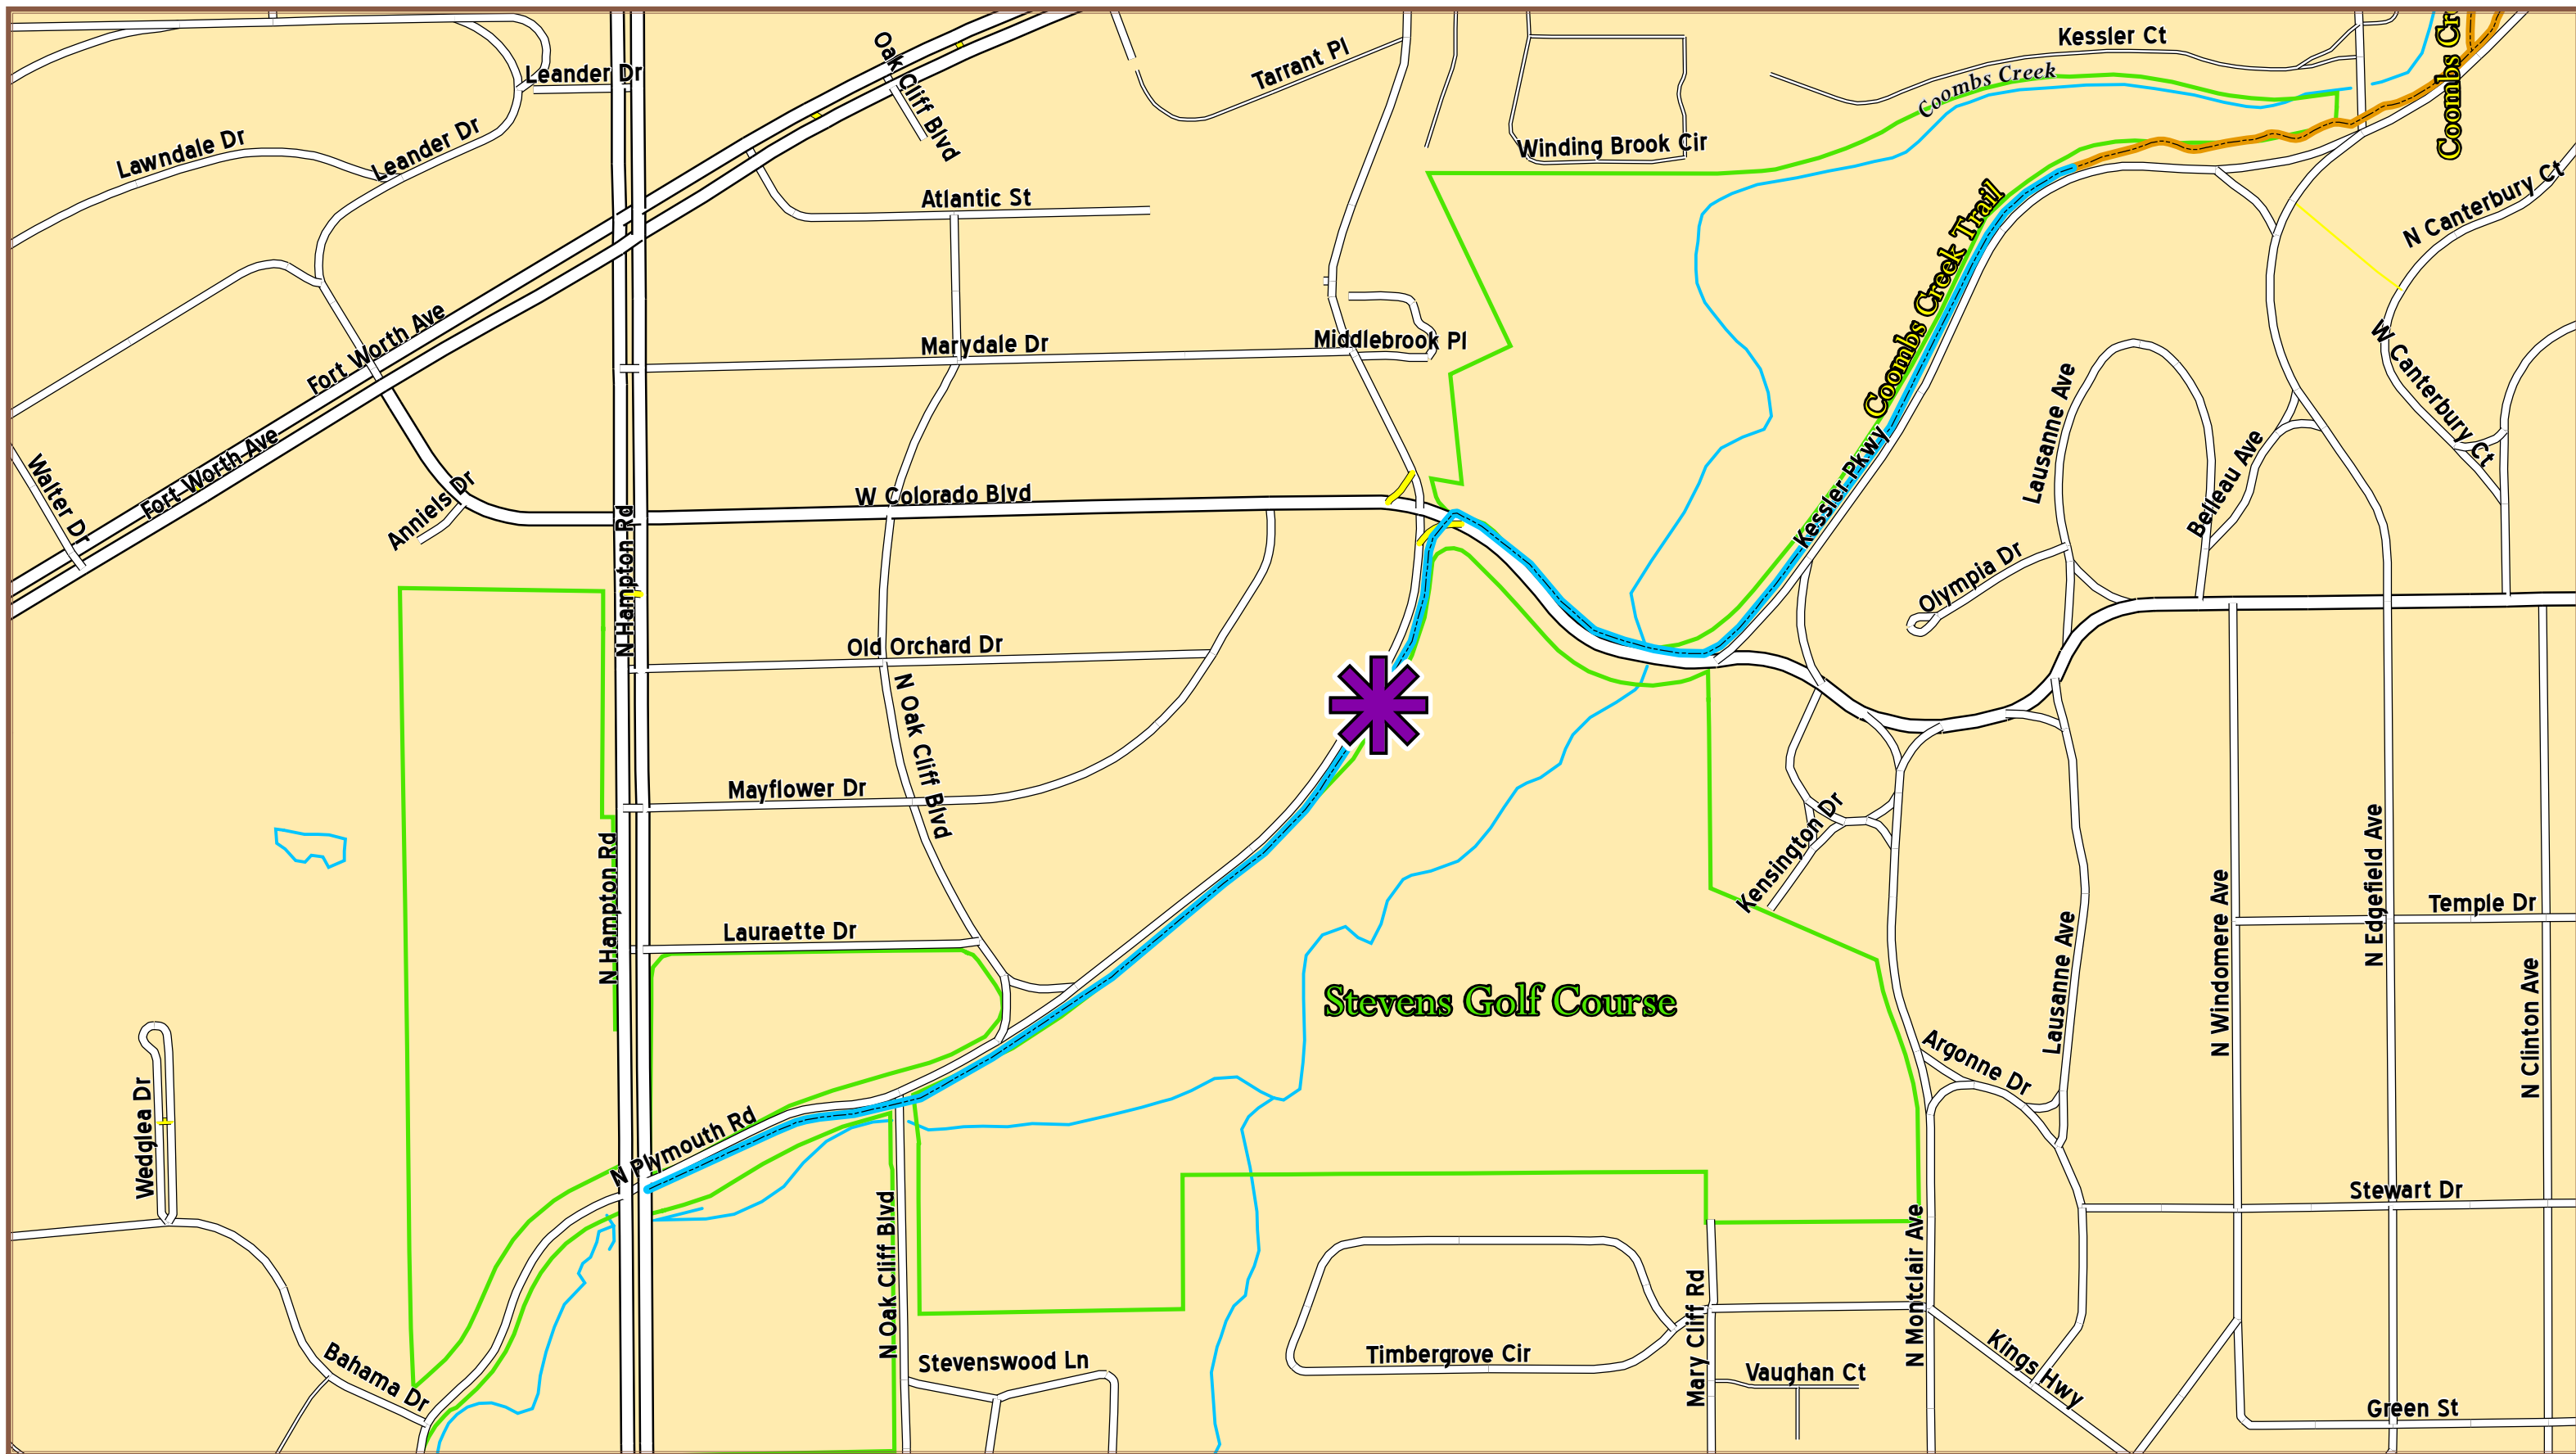 Kessler Ct
Coombs Cr
Oak Cliff Blvd
Leander Dr
Tarrant Pl
Coombs Creek
Lawndale Dr
Leander Dr
Winding Brook Cir
Atlantic St
N Canterbury Ct
Coombs Creek Trail
Fort Worth Ave
Marydale Dr
Middlebrook Pl
W Canterbury Ct
Lausanne Ave
Fort Worth Ave
Walter Dr
Anniels Dr
W Colorado Blvd
Kessler Pkwy
Belleau Ave
N Hampton Rd
Olympia Dr
Old Orchard Dr
N Oak Cliff Blvd
Mayflower Dr
Kensington Dr
N Hampton Rd
Lauraette Dr
N Windomere Ave
N Edgefield Ave
Temple Dr
Stevens Golf Course
Lausanne Ave
N Clinton Ave
Argonne Dr
Wedglea Dr
N Plymouth Rd
Stewart Dr
N Oak Cliff Blvd
N Montclair Ave
Mary Cliff Rd
Bahama Dr
Stevenswood Ln
Timbergrove Cir
Vaughan Ct
Kings Hwy
Green St